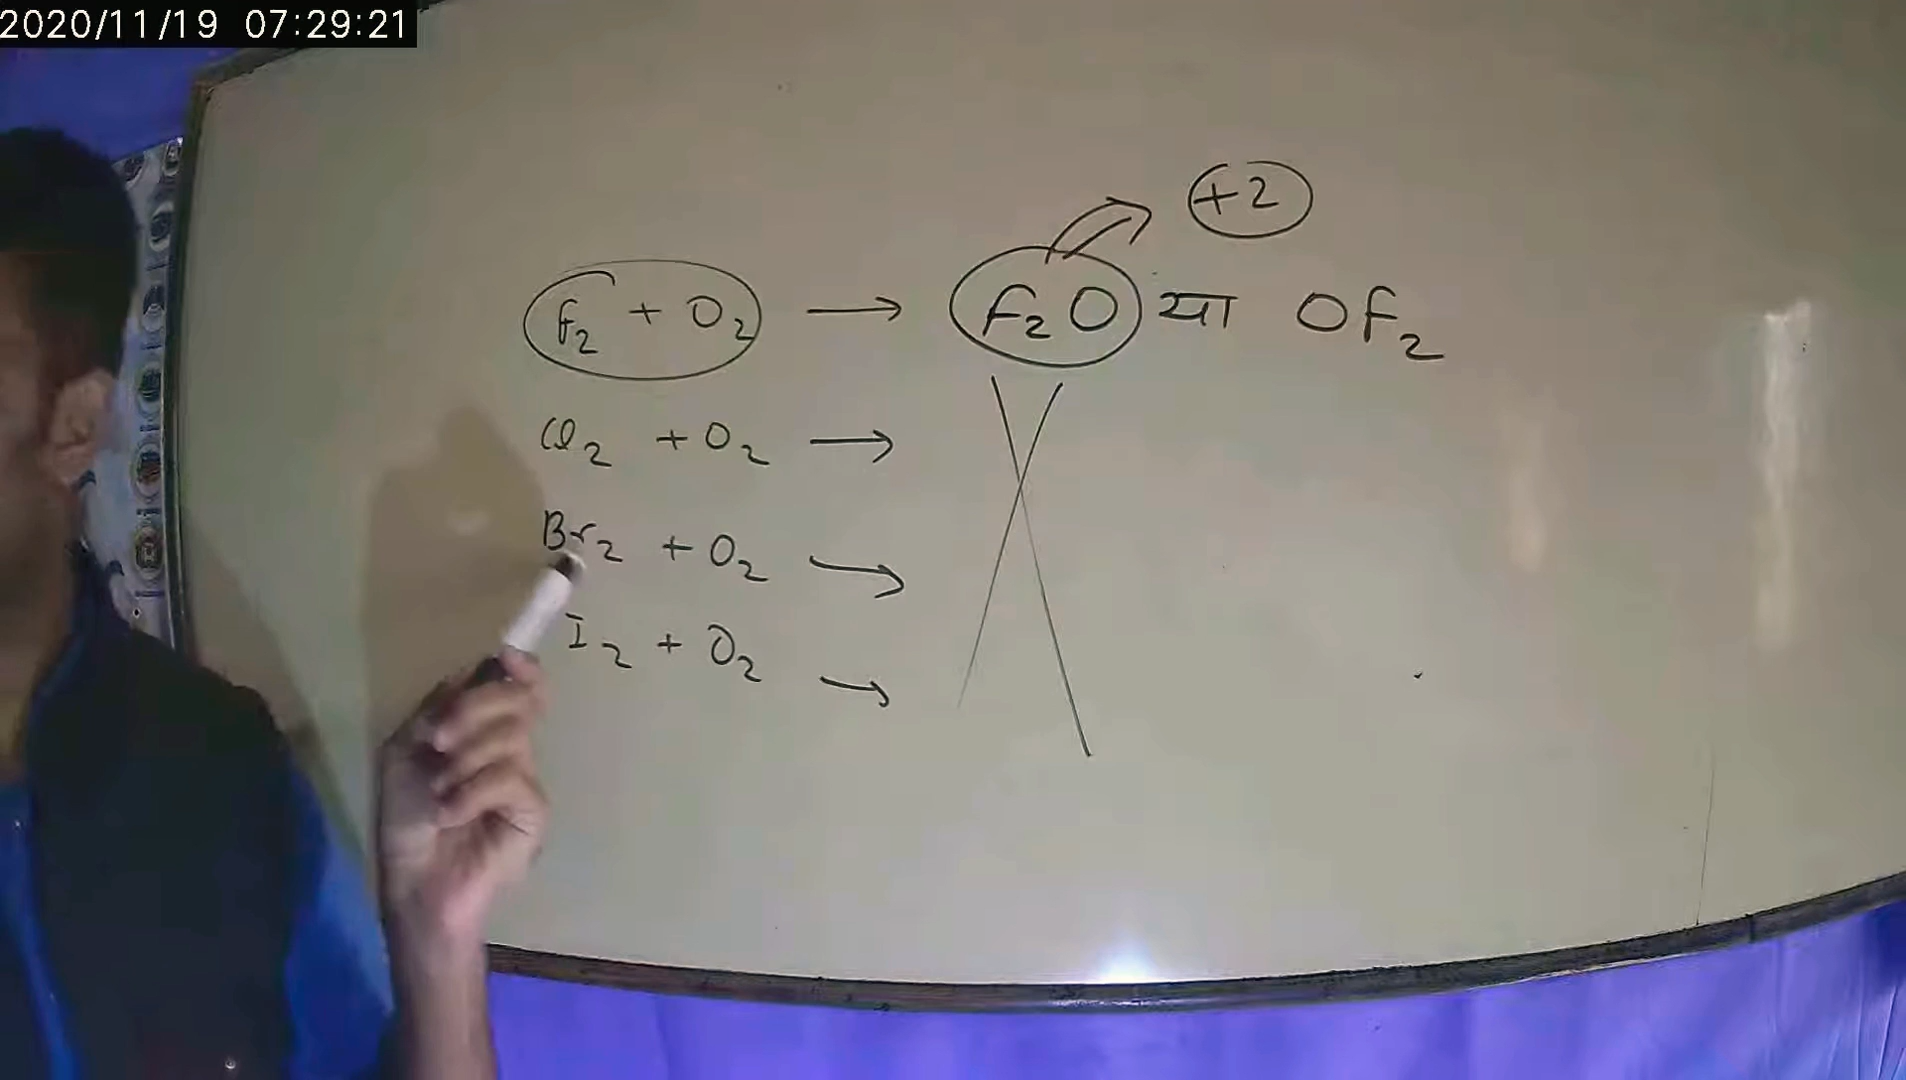 2020/11/19 07:29:21
+2
F₂ + O₂ → F₂O या OF₂
Cl₂ + O₂ →
Br₂ + O₂ →
I₂ + O₂ →